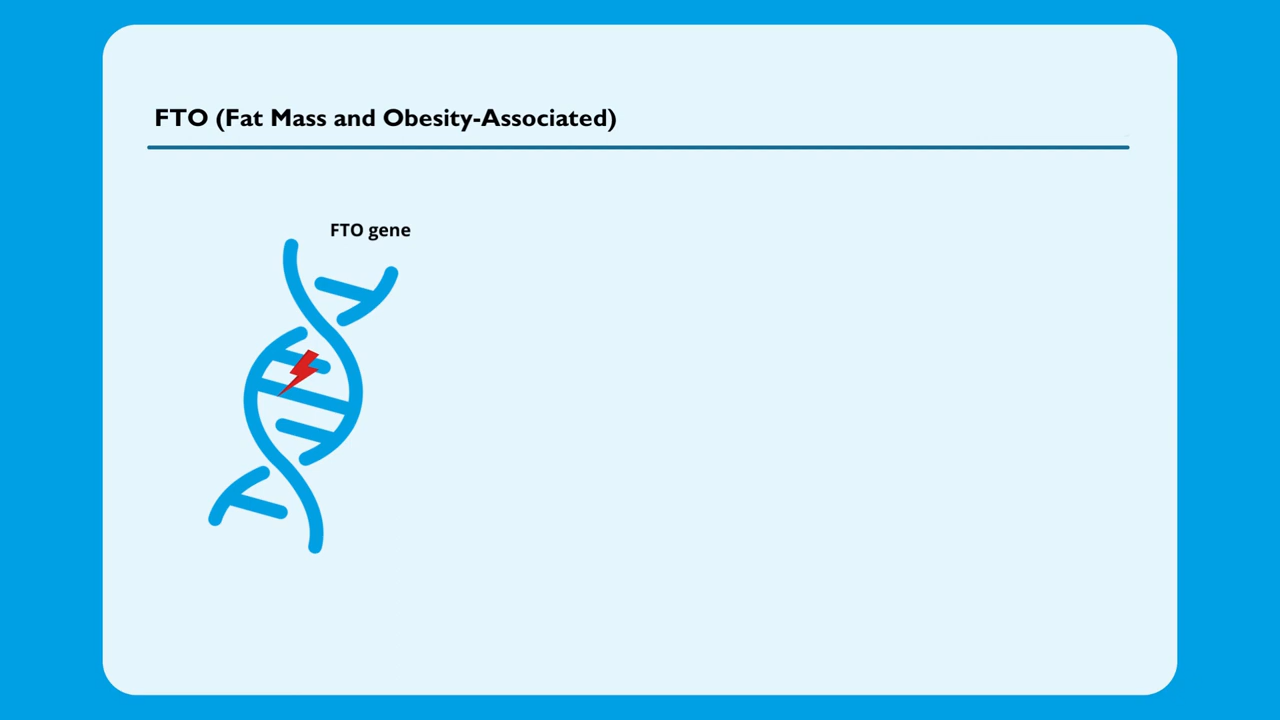 FTO (Fat Mass and Obesity-Associated)
FTO gene